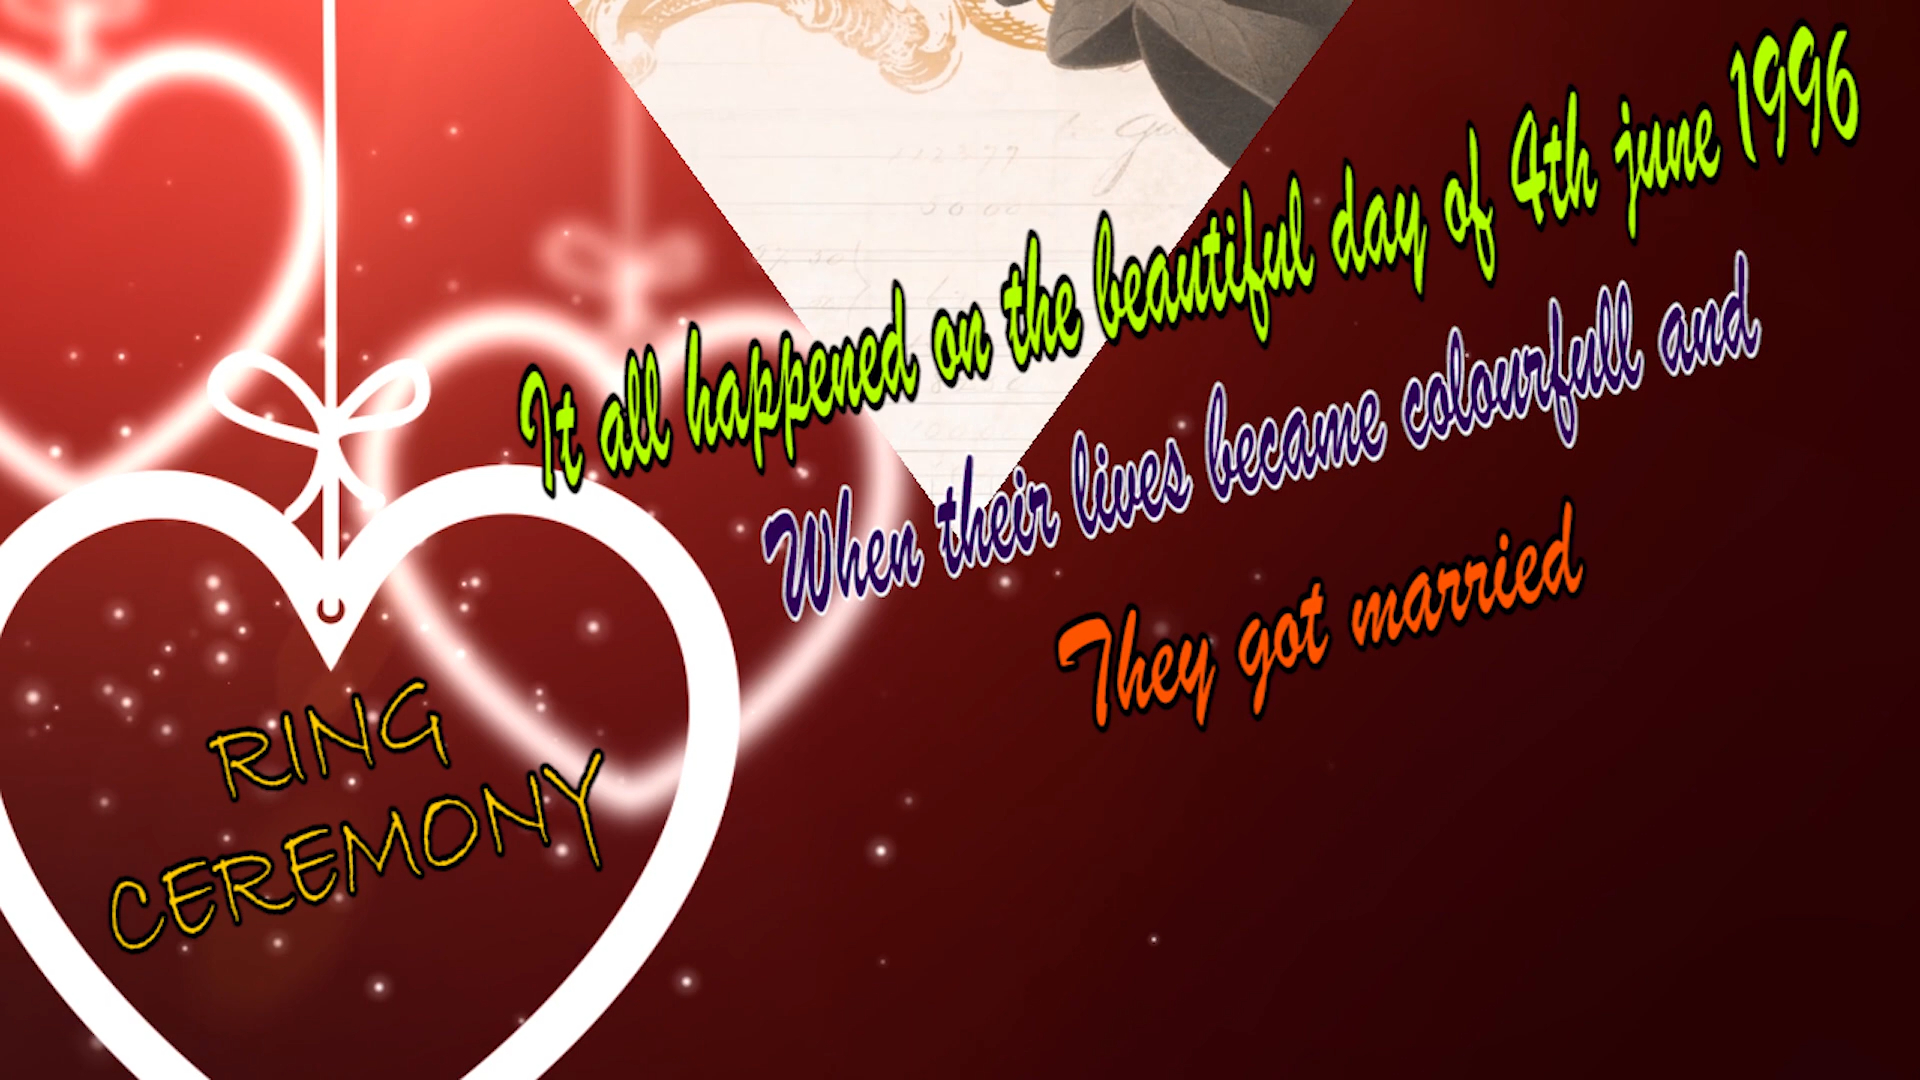 It all happened on the beautiful day of 4th june 1996
When their lives became colourfull and
They got married
RING
CEREMONY